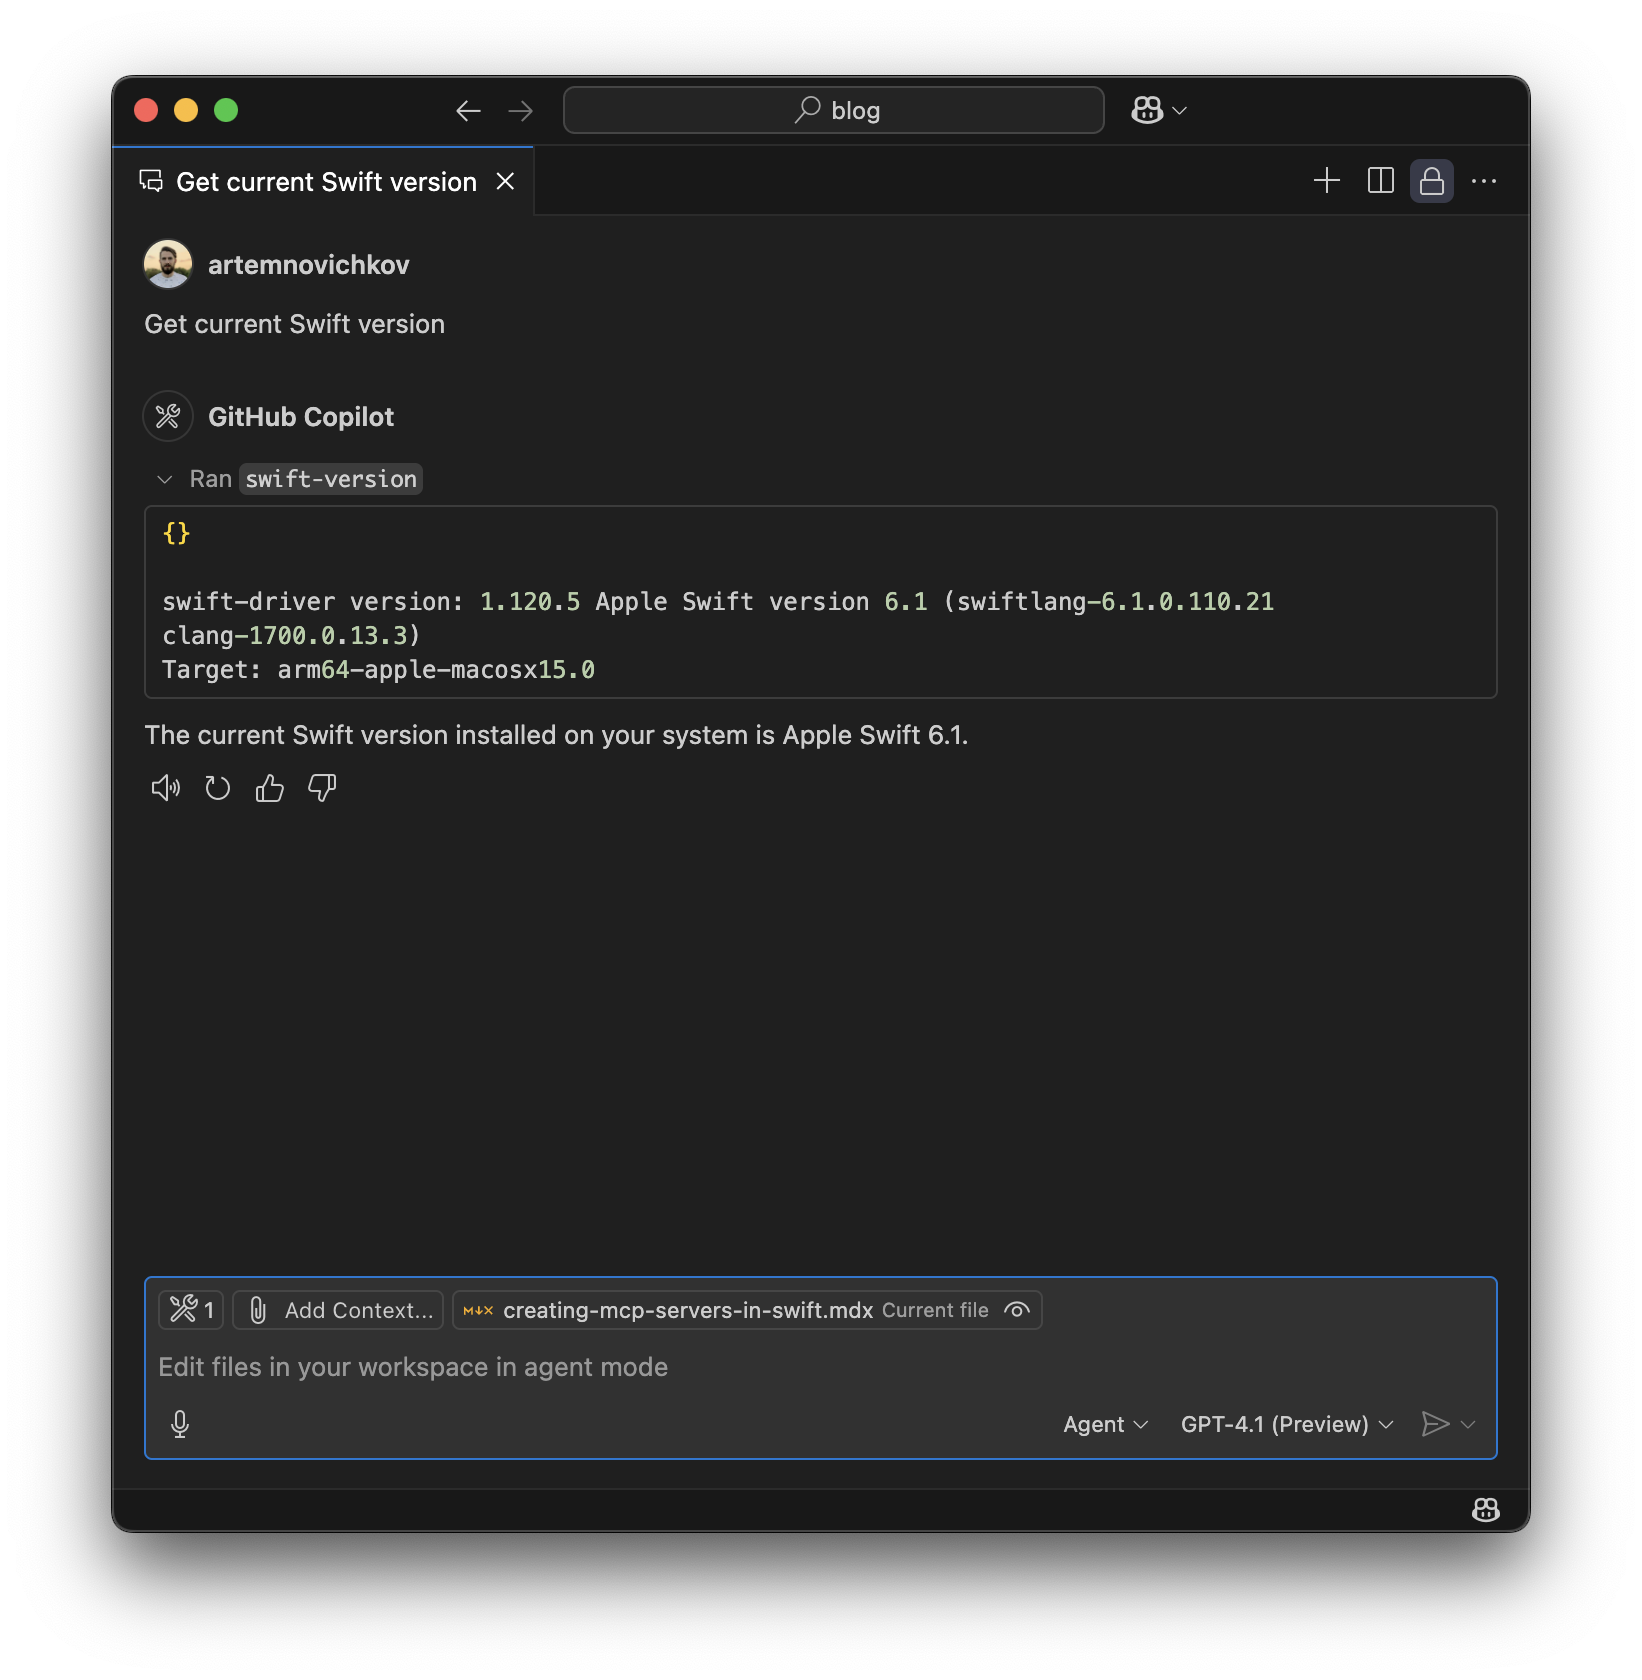 blog
Get current Swift version
artemnovichkov
Get current Swift version
GitHub Copilot
Ran swift-version
{}
swift-driver version: 1.120.5 Apple Swift version 6.1 (swiftlang-6.1.0.110.21
clang-1700.0.13.3)
Target: arm64-apple-macosx15.0
The current Swift version installed on your system is Apple Swift 6.1.
1 Add Context... M↓X creating-mcp-servers-in-swift.mdx Current file
Edit files in your workspace in agent mode
Agent GPT-4.1 (Preview)